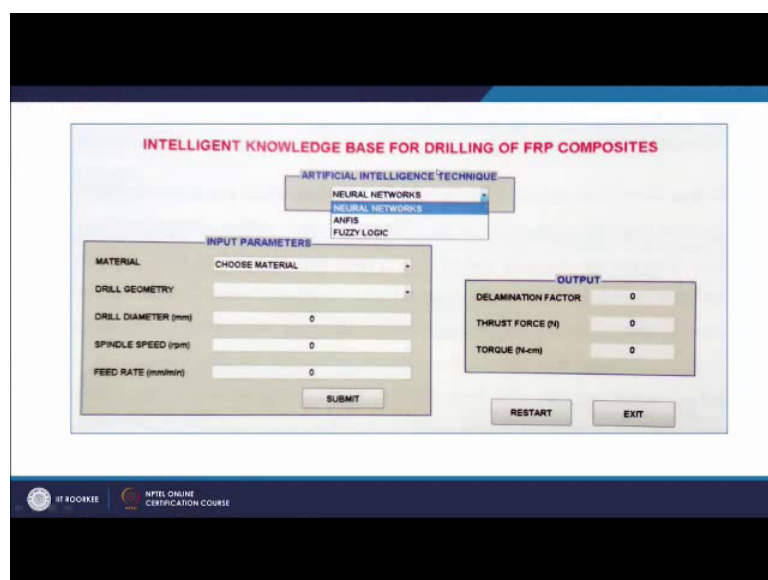 INTELLIGENT KNOWLEDGE BASE FOR DRILLING OF FRP COMPOSITES
ARTIFICIAL INTELLIGENCE TECHNIQUE
NEURAL NETWORKS
NEURAL NETWORKS
ANFIS
FUZZY LOGIC
INPUT PARAMETERS
MATERIAL CHOOSE MATERIAL
DRILL GEOMETRY
DRILL DIAMETER (mm) 0
SPINDLE SPEED (rpm) 0
FEED RATE (mm/min) 0
SUBMIT
OUTPUT
DELAMINATION FACTOR 0
THRUST FORCE (N) 0
TORQUE (N-cm) 0
RESTART EXIT
IIT ROORKEE
NPTEL ONLINE
CERTIFICATION COURSE